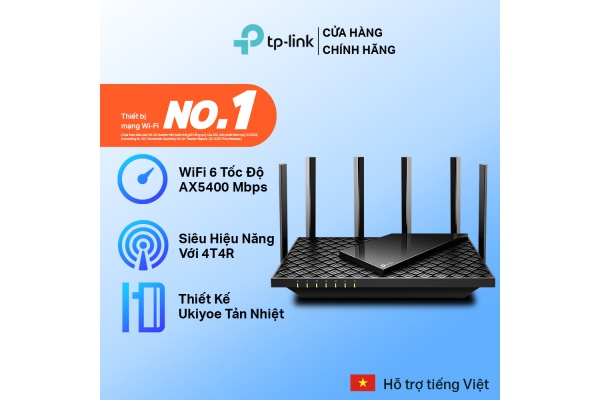 tp-link
CỬA HÀNG
CHÍNH HÃNG
Thiết bị
mạng Wi-Fi
NO.1
WiFi 6 Tốc Độ
AX5400 Mbps
Siêu Hiệu Năng
Với 4T4R
Thiết Kế
Ukiyoe Tản Nhiệt
Hỗ trợ tiếng Việt